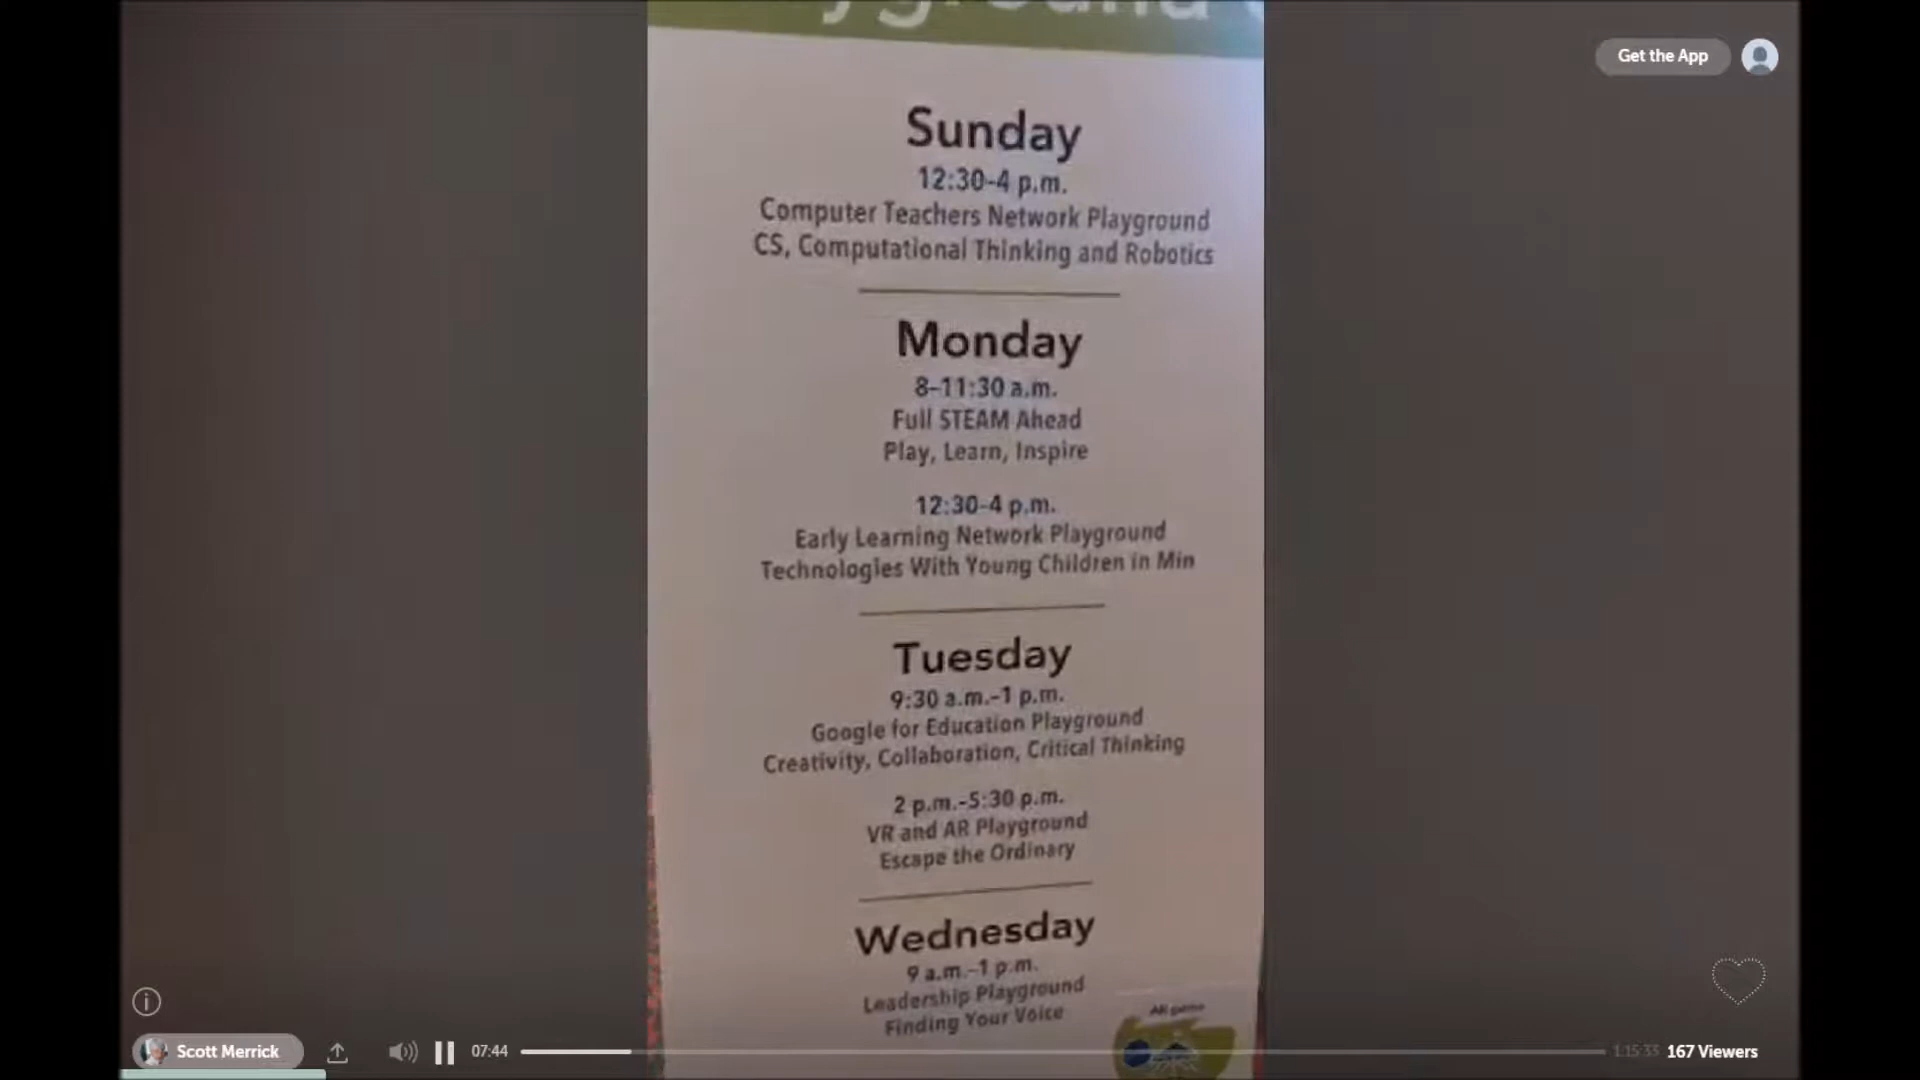 Get the App
Sunday
12:30-4 p.m.
Computer Teachers Network Playground
CS, Computational Thinking and Robotics
Monday
8–11:30 a.m.
Full STEAM Ahead
Play, Learn, Inspire
12:30-4 p.m.
Early Learning Network Playground
Technologies With Young Children in Min
Tuesday
9:30 a.m.-1 p.m.
Google for Education Playground
Creativity, Collaboration, Critical Thinking
2 p.m.-5:30 p.m.
VR and AR Playground
Escape the Ordinary
Wednesday
9 a.m.-1 p.m.
Leadership Playground
Finding Your Voice
Scott Merrick
07:44
1:15:33
167 Viewers